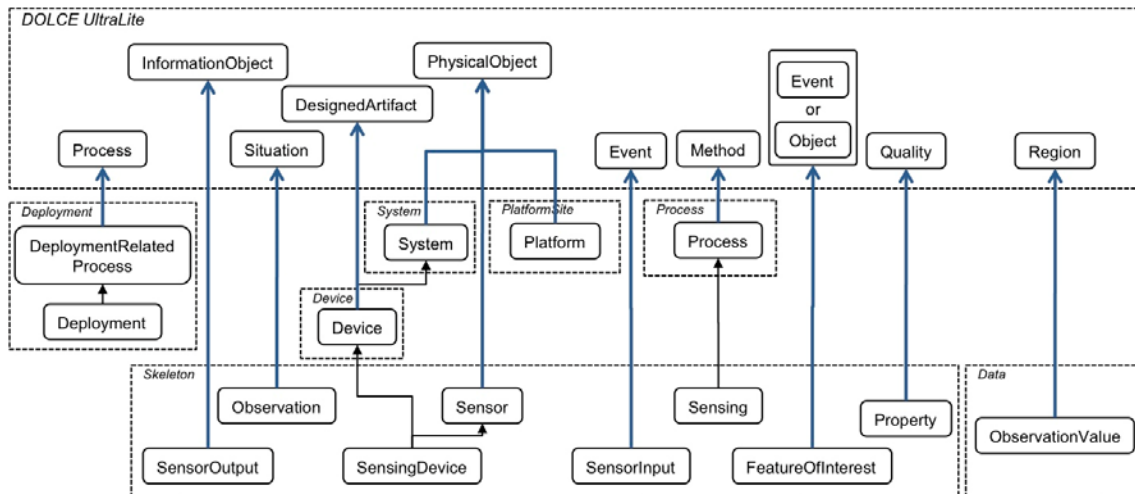 DOLCE UltraLite
InformationObject
PhysicalObject
DesignedArtifact
Event
or
Object
Process
Situation
Event
Method
Quality
Region
Deployment
DeploymentRelated
Process
Deployment
System
System
PlatformSite
Platform
Process
Process
Device
Device
Skeleton
Observation
Sensor
Sensing
Property
SensorOutput
SensingDevice
SensorInput
FeatureOfInterest
Data
ObservationValue